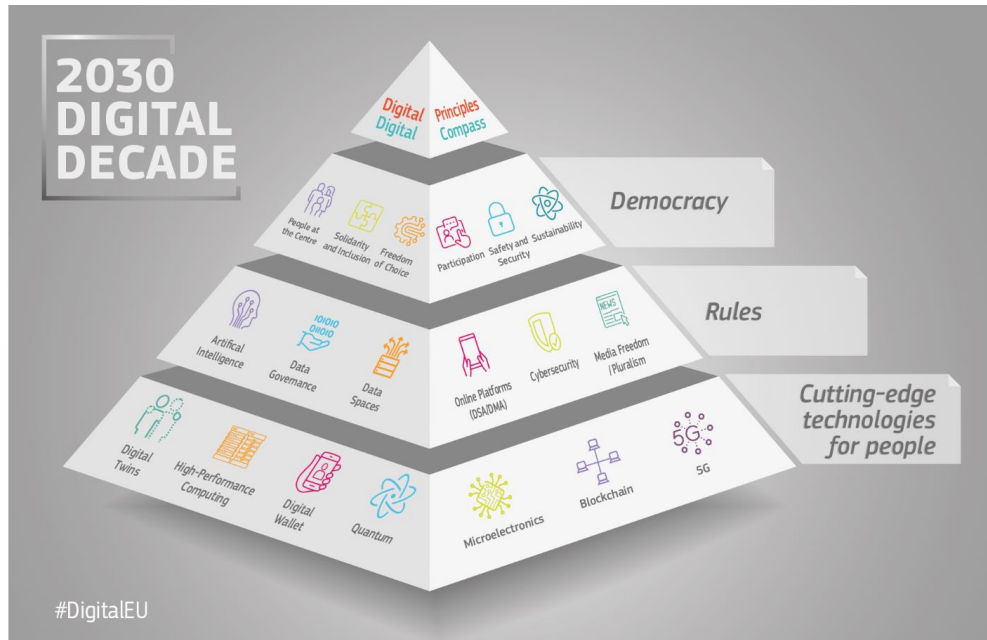 2030
DIGITAL
DECADE
Digital Principles
Digital Compass
People at
the Centre
Solidarity
and Inclusion
Freedom
of Choice
Participation
Safety and
Security
Sustainability
Democracy
Artifical
Intelligence
010101
011010
Data
Governance
Data
Spaces
Online Platforms
(DSA/DMA)
Cybersecurity
NEWS
Media Freedom
/Pluralism
Rules
Digital
Twins
High-Performance
Computing
Digital
Wallet
Quantum
Microelectronics
Blockchain
5G
5G
Cutting-edge
technologies
for people
#DigitalEU